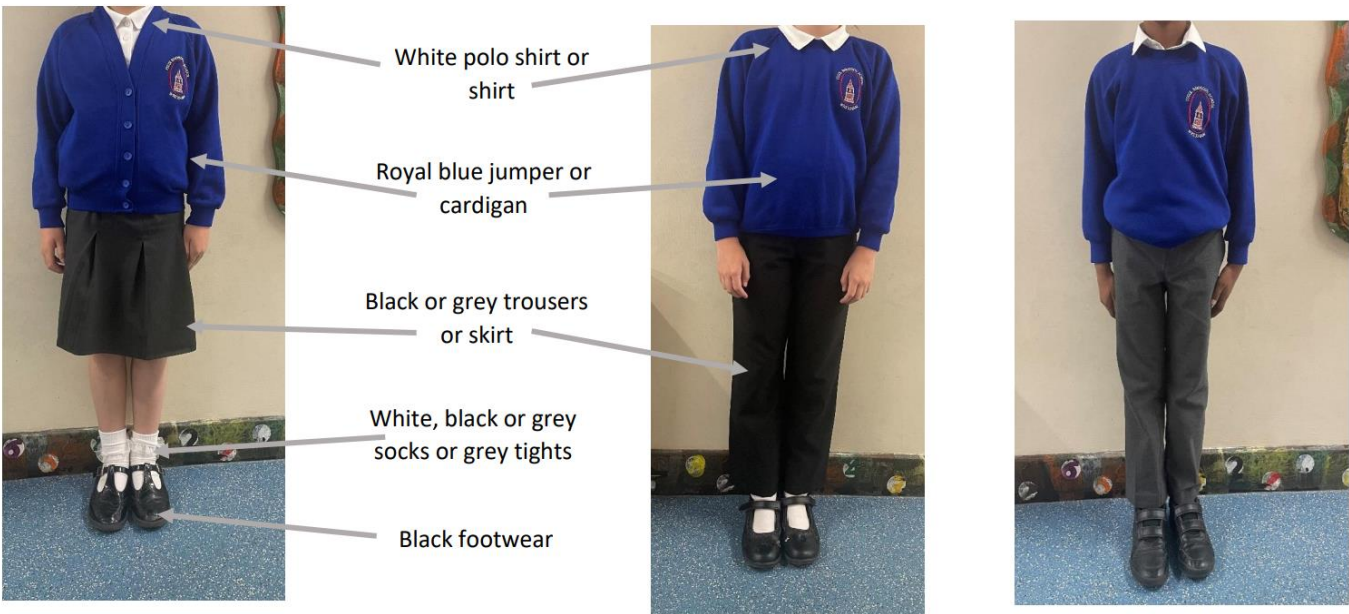 White polo shirt or
shirt
Royal blue jumper or
cardigan
Black or grey trousers
or skirt
White, black or grey
socks or grey tights
Black footwear